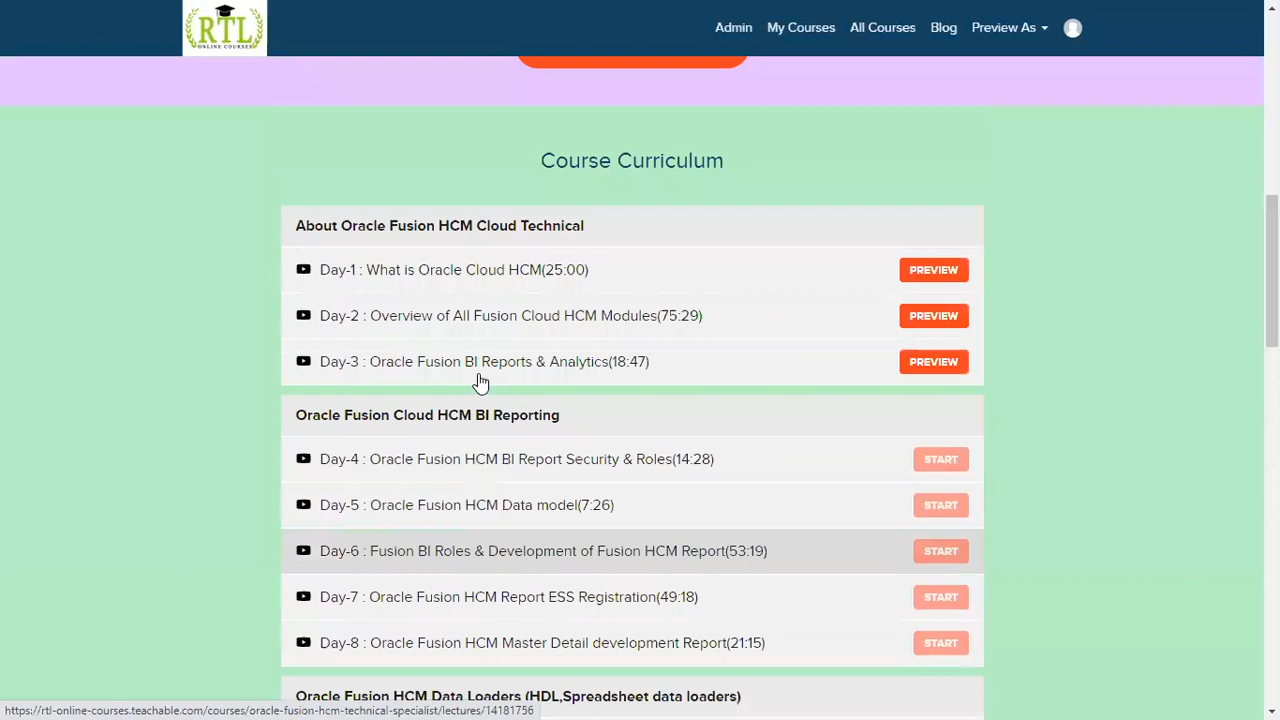 RTL
ONLINE COURSES
Admin
My Courses
All Courses
Blog
Preview As
Course Curriculum
About Oracle Fusion HCM Cloud Technical
Day-1 : What is Oracle Cloud HCM(25:00)
PREVIEW
Day-2 : Overview of All Fusion Cloud HCM Modules(75:29)
PREVIEW
Day-3 : Oracle Fusion BI Reports & Analytics(18:47)
PREVIEW
Oracle Fusion Cloud HCM BI Reporting
Day-4 : Oracle Fusion HCM BI Report Security & Roles(14:28)
START
Day-5 : Oracle Fusion HCM Data model(7:26)
START
Day-6 : Fusion BI Roles & Development of Fusion HCM Report(53:19)
START
Day-7 : Oracle Fusion HCM Report ESS Registration(49:18)
START
Day-8 : Oracle Fusion HCM Master Detail development Report(21:15)
START
Oracle Fusion HCM Data Loaders (HDL,Spreadsheet data loaders)
https://rtl-online-courses.teachable.com/courses/oracle-fusion-hcm-technical-specialist/lectures/14181756